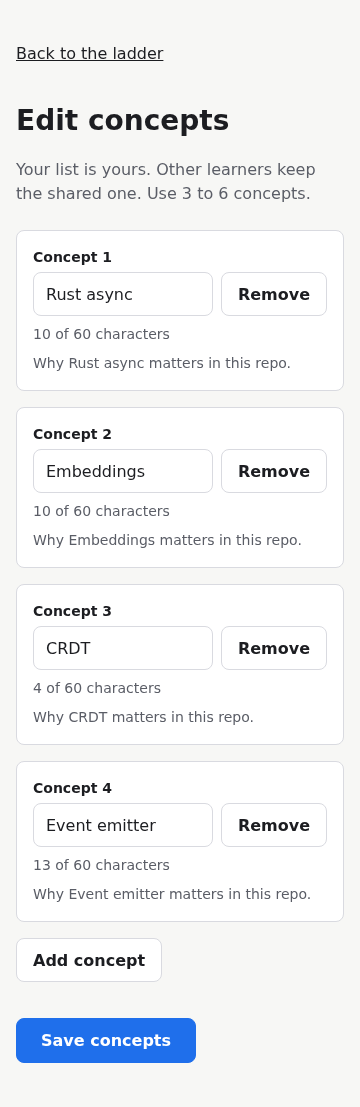 Back to the ladder
Edit concepts
Your list is yours. Other learners keep
the shared one. Use 3 to 6 concepts.
Concept 1
Rust async
Remove
10 of 60 characters
Why Rust async matters in this repo.
Concept 2
Embeddings
Remove
10 of 60 characters
Why Embeddings matters in this repo.
Concept 3
CRDT
Remove
4 of 60 characters
Why CRDT matters in this repo.
Concept 4
Event emitter
Remove
13 of 60 characters
Why Event emitter matters in this repo.
Add concept
Save concepts